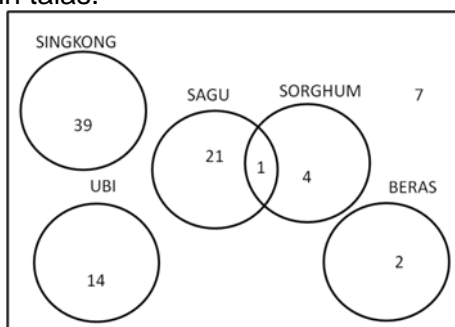 SINGKONG
SAGU SORGHUM 7
39
21 1 4
UBI BERAS
14 2